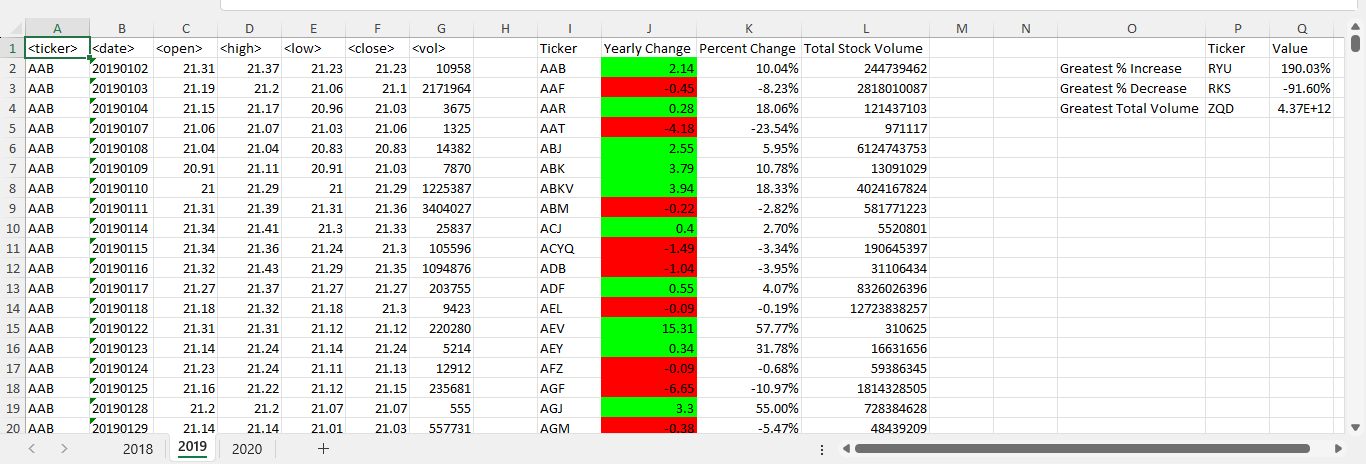 A B C D E F G H I J K L M N O P Q
1 <ticker> <date> <open> <high> <low> <close> <vol> Ticker Yearly Change Percent Change Total Stock Volume Ticker Value
2 AAB 20190102 21.31 21.37 21.23 21.23 10958 AAB 2.14 10.04% 244739462 Greatest % Increase RYU 190.03%
3 AAB 20190103 21.19 21.2 21.06 21.1 2171964 AAF -0.45 -8.23% 2818010087 Greatest % Decrease RKS -91.60%
4 AAB 20190104 21.15 21.17 20.96 21.03 3675 AAR 0.28 18.06% 121437103 Greatest Total Volume ZQD 4.37E+12
5 AAB 20190107 21.06 21.07 21.03 21.06 1325 AAT -4.18 -23.54% 971117
6 AAB 20190108 21.04 21.04 20.83 20.83 14382 ABJ 2.55 5.95% 6124743753
7 AAB 20190109 20.91 21.11 20.91 21.03 7870 ABK 3.79 10.78% 13091029
8 AAB 20190110 21 21.29 21 21.29 1225387 ABKV 3.94 18.33% 4024167824
9 AAB 20190111 21.31 21.39 21.31 21.36 3404027 ABM -0.22 -2.82% 581771223
10 AAB 20190114 21.34 21.41 21.3 21.33 25837 ACJ 0.4 2.70% 5520801
11 AAB 20190115 21.34 21.36 21.24 21.3 105596 ACYQ -1.49 -3.34% 190645397
12 AAB 20190116 21.32 21.43 21.29 21.35 1094876 ADB -1.04 -3.95% 31106434
13 AAB 20190117 21.27 21.37 21.27 21.27 203755 ADF 0.55 4.07% 8326026396
14 AAB 20190118 21.18 21.32 21.18 21.3 9423 AEL -0.09 -0.19% 12723838257
15 AAB 20190122 21.31 21.31 21.12 21.12 220280 AEV 15.31 57.77% 310625
16 AAB 20190123 21.14 21.24 21.14 21.24 5214 AEY 0.34 31.78% 16631656
17 AAB 20190124 21.23 21.24 21.11 21.13 12912 AFZ -0.09 -0.68% 59386345
18 AAB 20190125 21.16 21.22 21.12 21.15 235681 AGF -6.65 -10.97% 1814328505
19 AAB 20190128 21.2 21.2 21.07 21.07 555 AGJ 3.3 55.00% 728384628
20 AAB 20190129 21.14 21.14 21.01 21.03 557731 AGM -0.38 -5.47% 48439209
2018 2019 2020